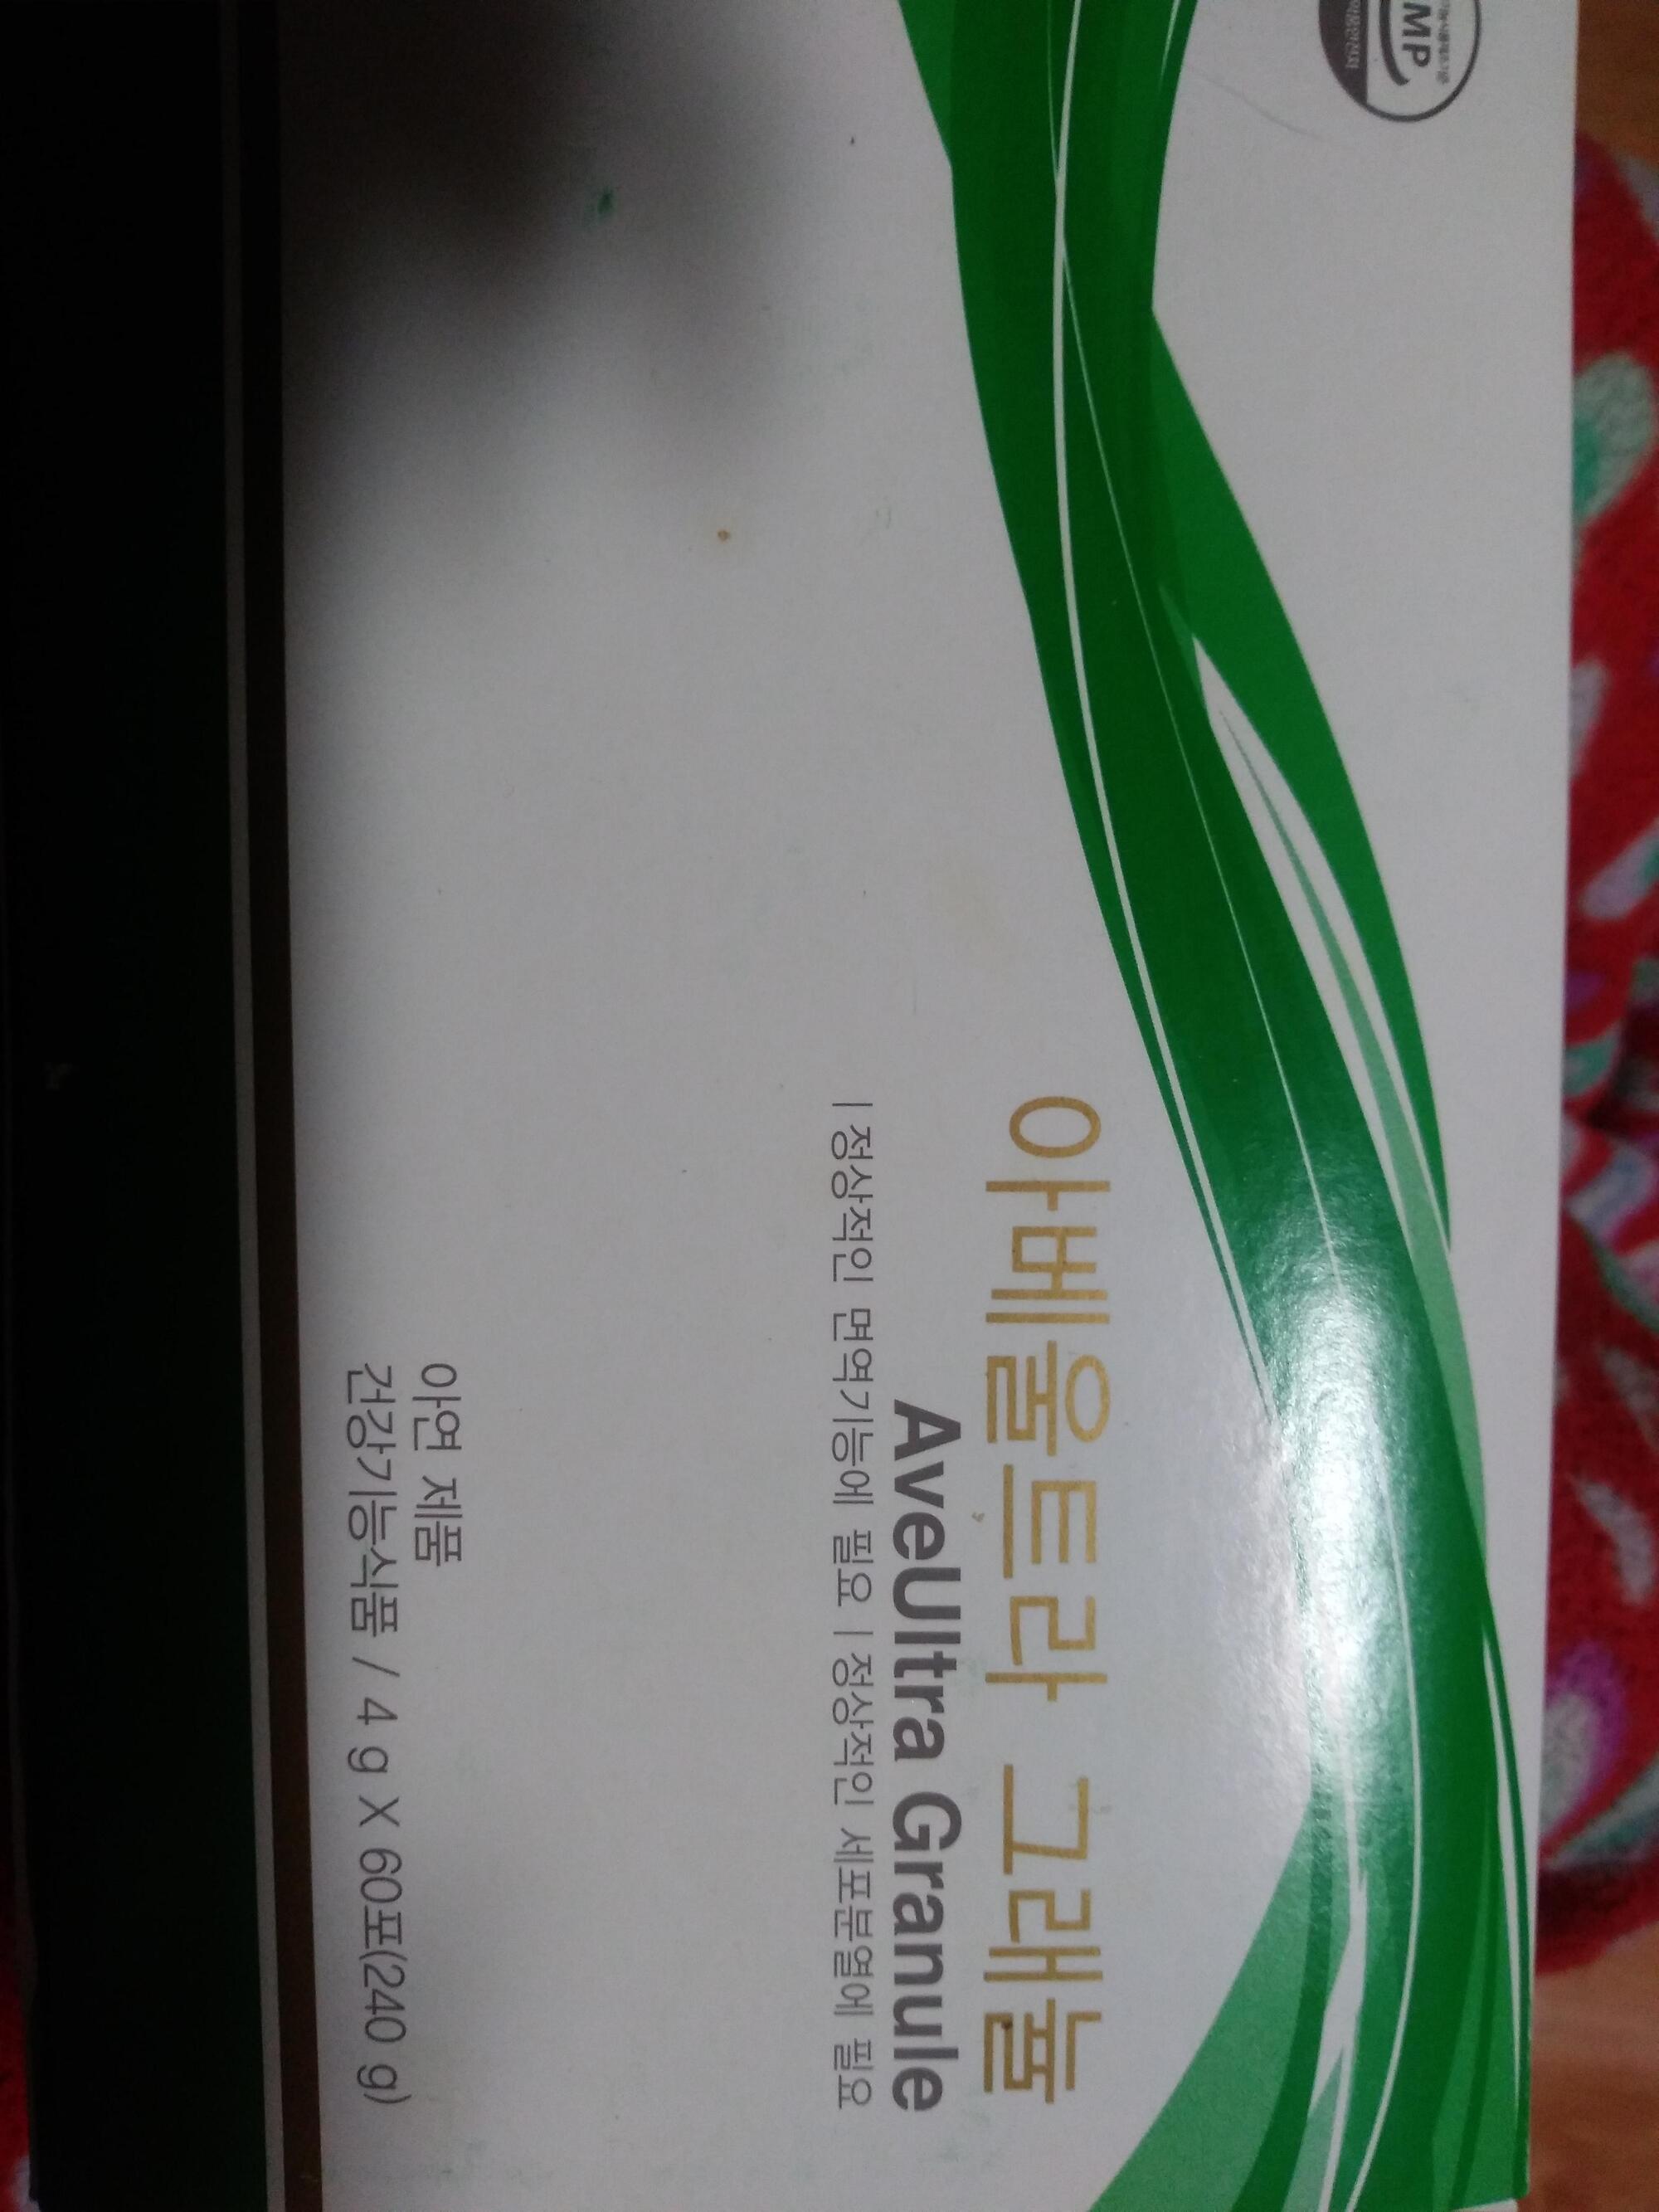 MP
아베울트라 그래눌
AveUltra Granule
| 정상적인 면역기능에 필요 | 정상적인 세포분열에 필요
아연 제품
건강기능식품 / 4 g X 60포(240 g)